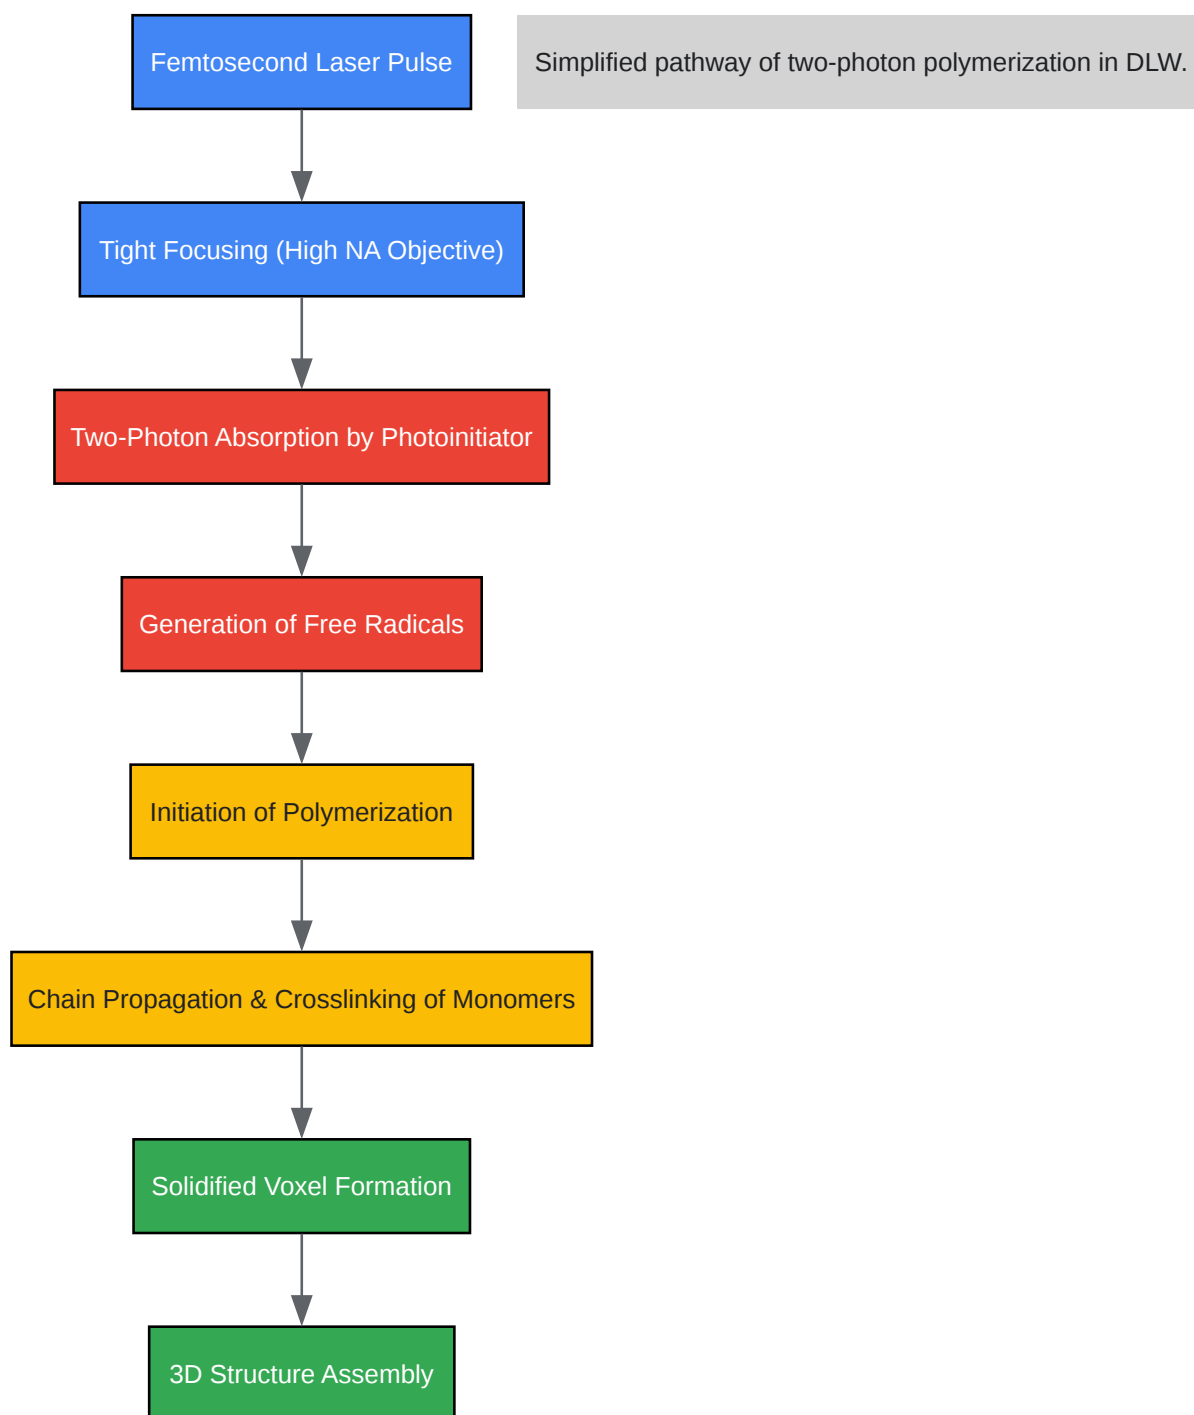 Femtosecond Laser Pulse
Simplified pathway of two-photon polymerization in DLW.
Tight Focusing (High NA Objective)
Two-Photon Absorption by Photoinitiator
Generation of Free Radicals
Initiation of Polymerization
Chain Propagation & Crosslinking of Monomers
Solidified Voxel Formation
3D Structure Assembly